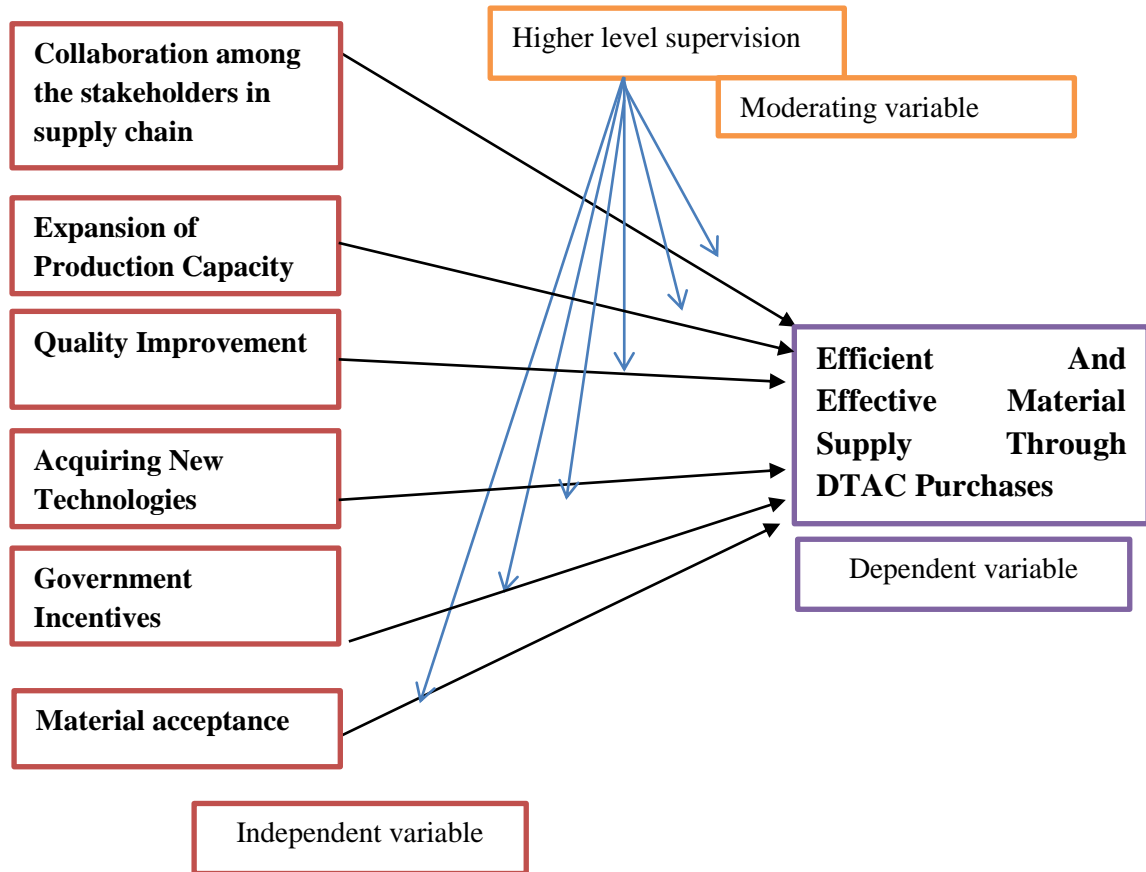 Collaboration among
the stakeholders in
supply chain
Higher level supervision
Moderating variable
Expansion of
Production Capacity
Quality Improvement
Acquiring New
Technologies
Government
Incentives
Material acceptance
Independent variable
Efficient And
Effective Material
Supply Through
DTAC Purchases
Dependent variable